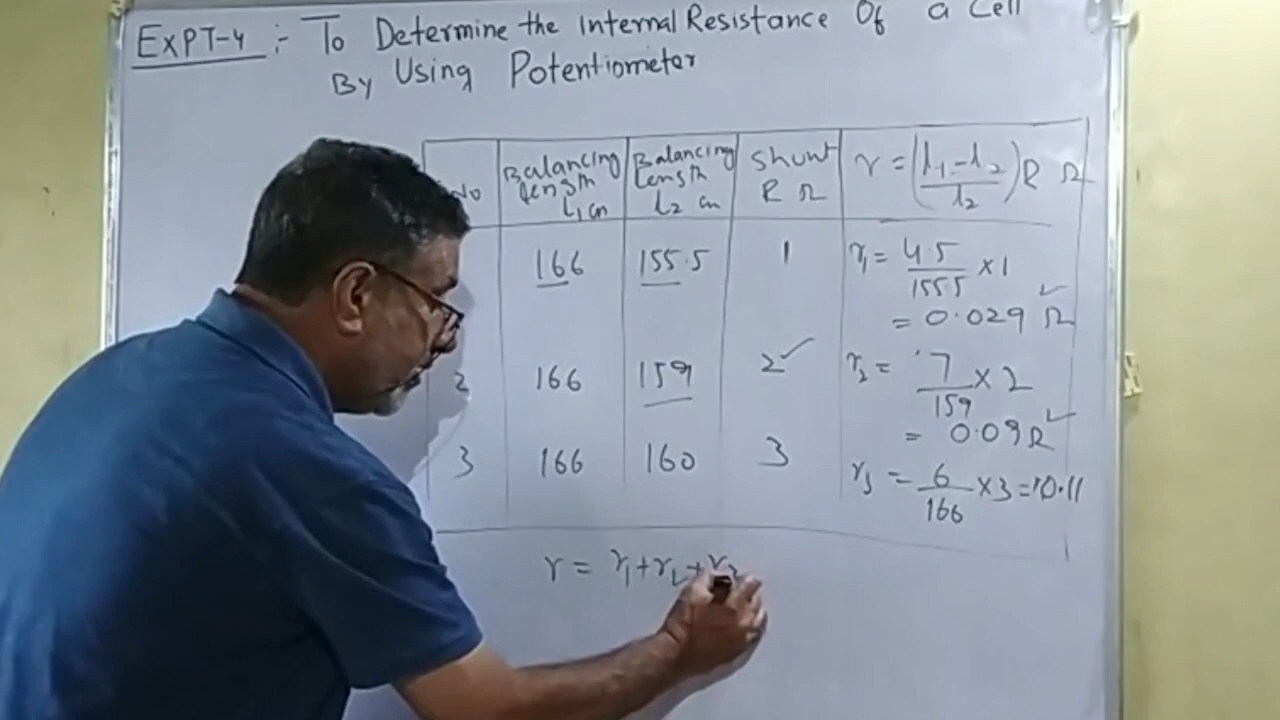 EXPT-4 :- To Determine the Internal Resistance Of a Cell
By Using Potentiometer
No
Balancing length l₁ cm
Balancing Length l₂ cm
Shunt R Ω
r = (l₁-l₂/l₂)R Ω
166 155.5 1 r₁ = 4.5/155.5 ×1
= 0.029 Ω ✓
2 166 159 2✓ r₂ = 7/159 ×2
= 0.09Ω ✓
3 166 160 3 r₃ = 6/166 ×3=0.11
r = r₁+r₂+r₃